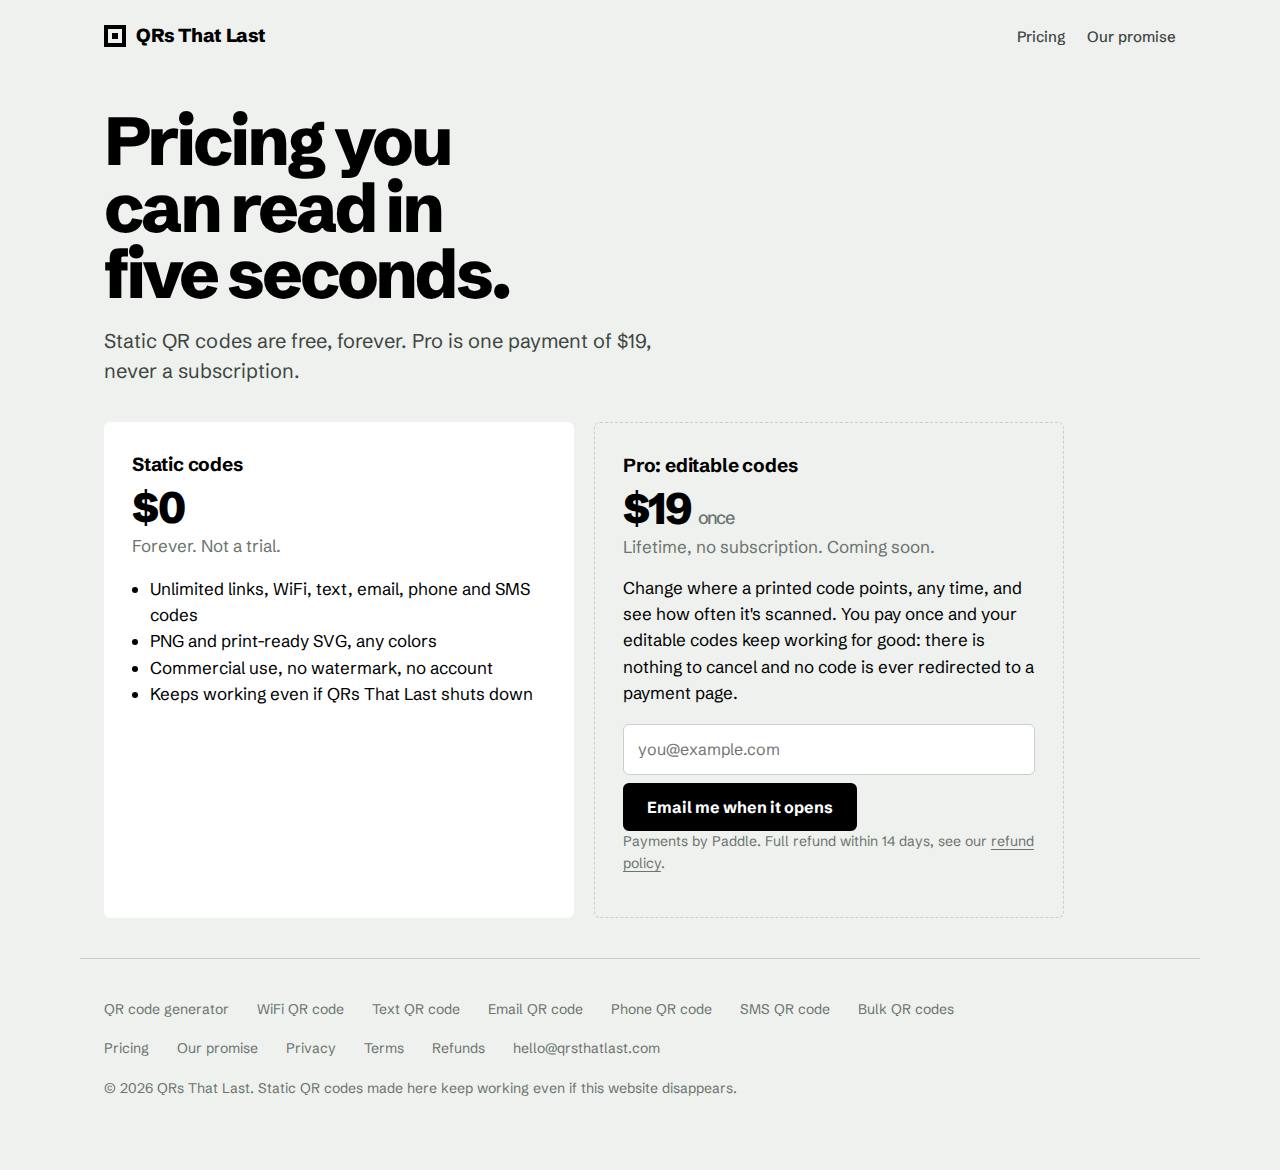 QRs That Last
Pricing
Our promise
Pricing you
can read in
five seconds.
Static QR codes are free, forever. Pro is one payment of $19,
never a subscription.
Static codes
$0
Forever. Not a trial.
Unlimited links, WiFi, text, email, phone and SMS
codes
PNG and print-ready SVG, any colors
Commercial use, no watermark, no account
Keeps working even if QRs That Last shuts down
Pro: editable codes
$19 once
Lifetime, no subscription. Coming soon.
Change where a printed code points, any time, and
see how often it's scanned. You pay once and your
editable codes keep working for good: there is
nothing to cancel and no code is ever redirected to a
payment page.
you@example.com
Email me when it opens
Payments by Paddle. Full refund within 14 days, see our refund
policy.
QR code generator WiFi QR code Text QR code Email QR code Phone QR code SMS QR code Bulk QR codes
Pricing Our promise Privacy Terms Refunds hello@qrsthatlast.com
© 2026 QRs That Last. Static QR codes made here keep working even if this website disappears.